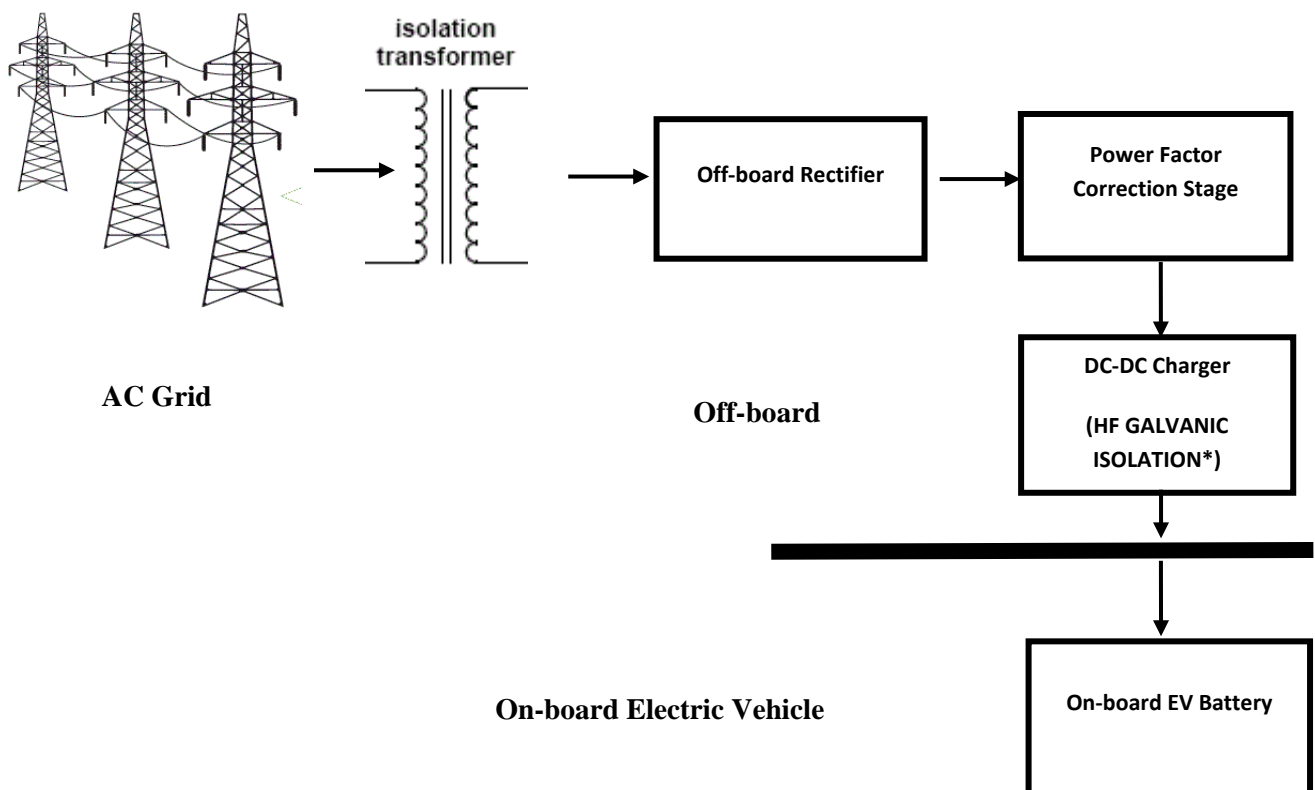 isolation
transformer
Off-board Rectifier
Power Factor
Correction Stage
DC-DC Charger
(HF GALVANIC
ISOLATION*)
AC Grid
Off-board
On-board Electric Vehicle
On-board EV Battery